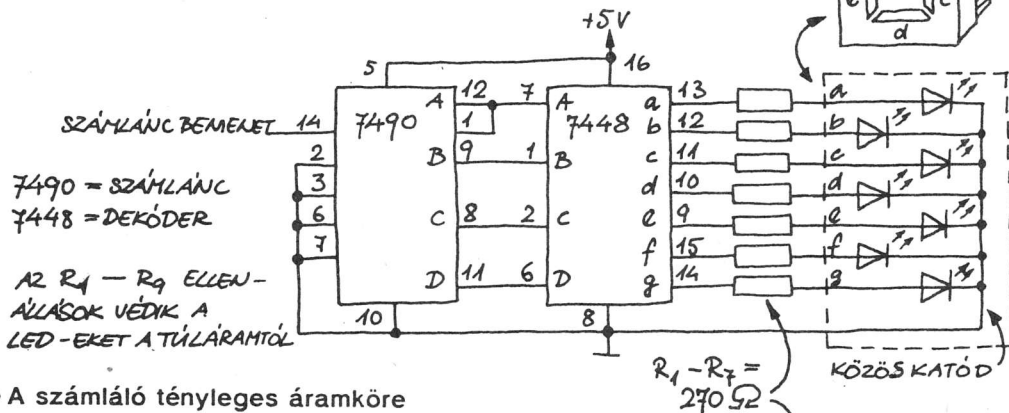 e
c
d
+5V
5
16
12
7
13
a
A
A
a
SZÁMLÁNC BEMENET
14
7490
1
7448
b
12
b
2
B
9
1
B
c
11
c
7490 = SZÁMLÁNC
3
d
10
d
7448 = DEKÓDER
6
C
8
2
C
e
9
e
7
f
15
f
AZ R1 — R9 ELLEN-
D
11
6
D
g
14
g
ÁLLÁSOK VÉDIK A
10
8
LED-EKET A TÚLÁRAMTÓL
R1 - R7 =
270 Ω
KÖZÖS KATÓD
A számláló tényleges áramköre